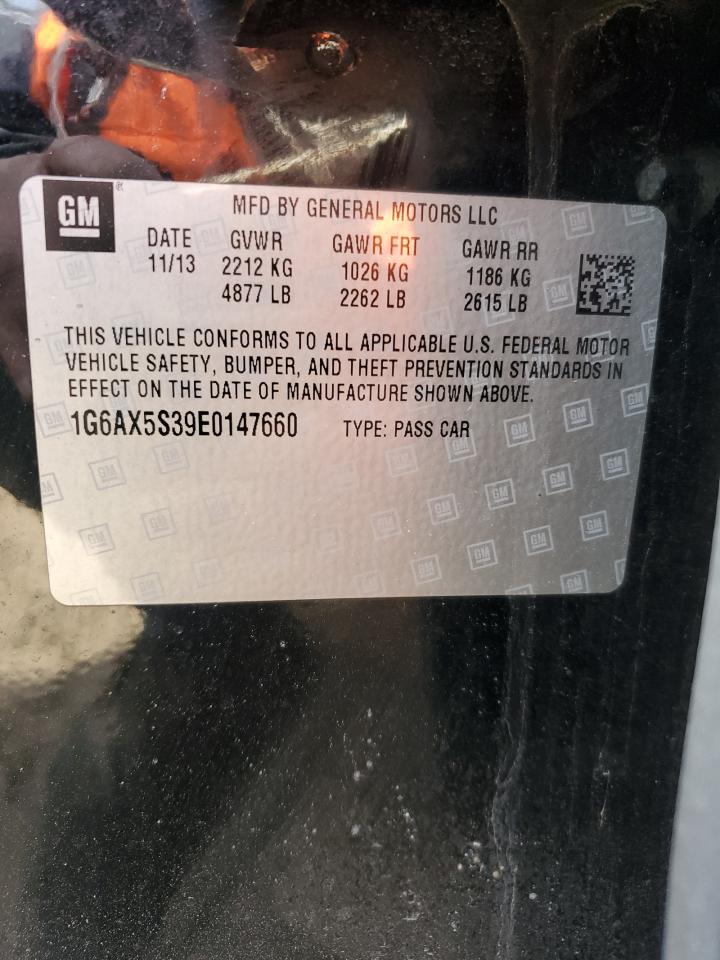 GM
MFD BY GENERAL MOTORS LLC
DATE GVWR GAWR FRT GAWR RR
11/13 2212 KG 1026 KG 1186 KG
4877 LB 2262 LB 2615 LB
THIS VEHICLE CONFORMS TO ALL APPLICABLE U.S. FEDERAL MOTOR
VEHICLE SAFETY, BUMPER, AND THEFT PREVENTION STANDARDS IN
EFFECT ON THE DATE OF MANUFACTURE SHOWN ABOVE.
1G6AX5S39E0147660 TYPE: PASS CAR